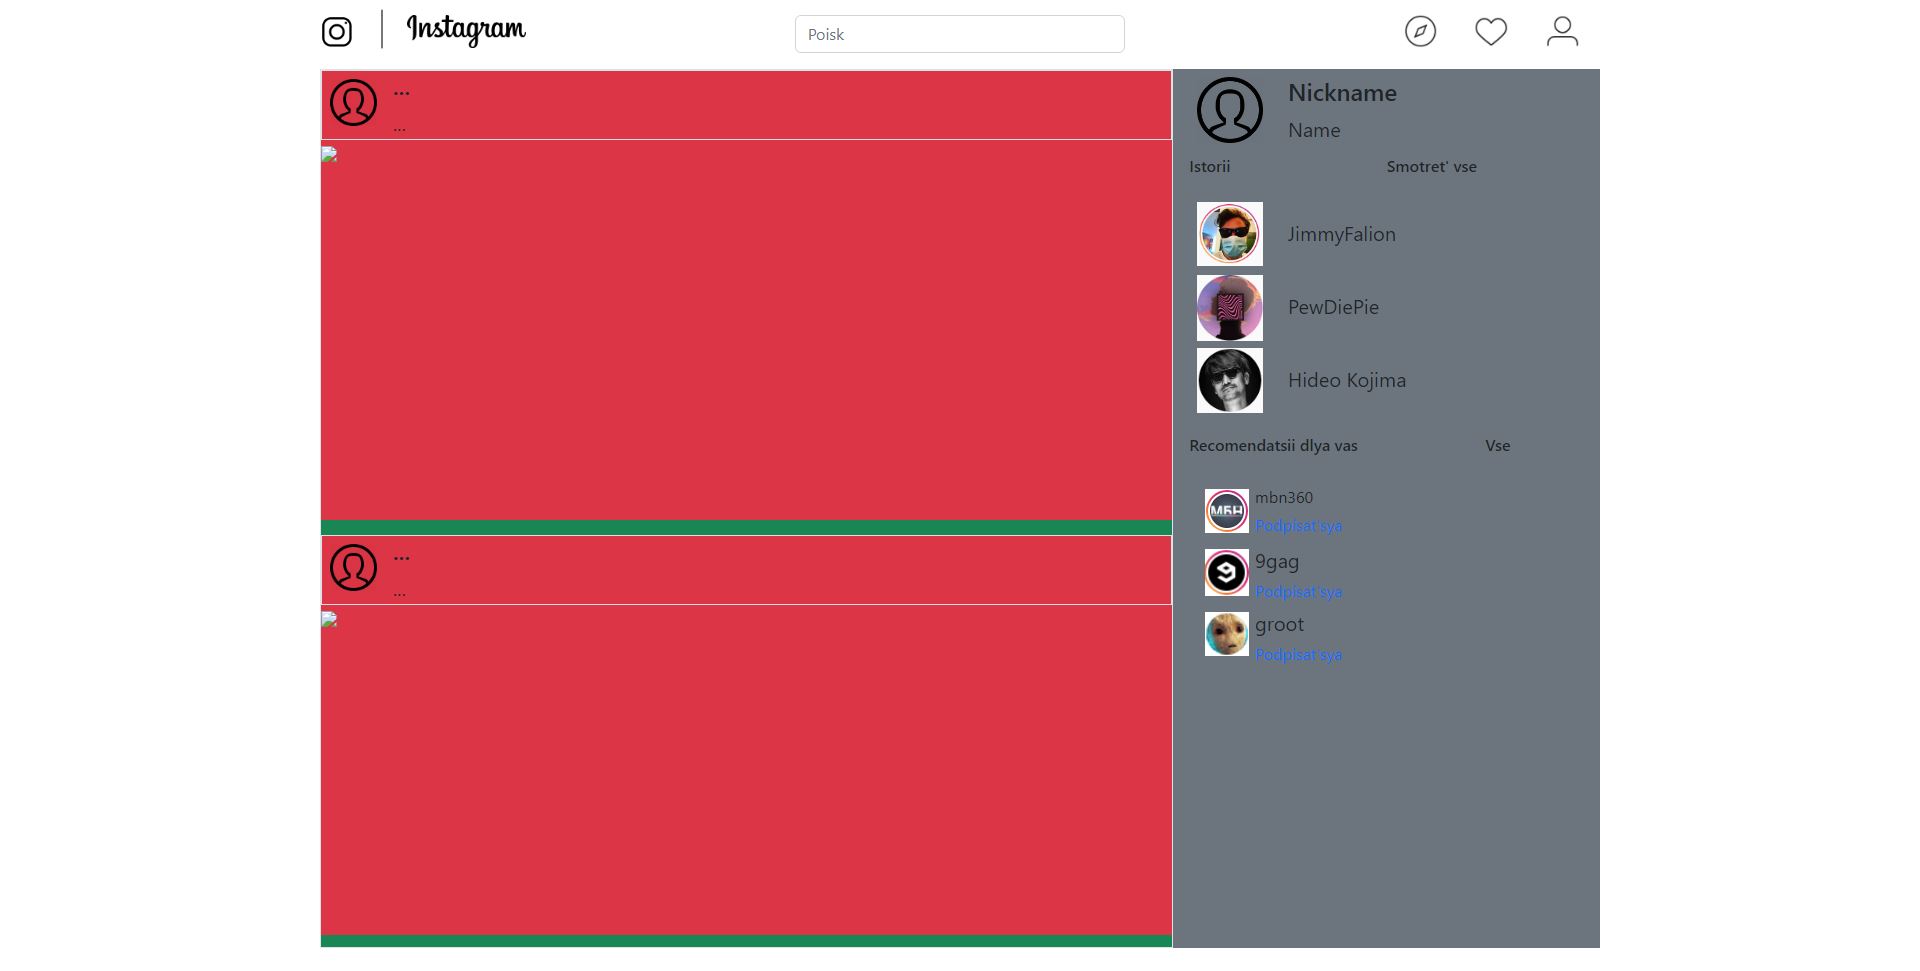 Instagram
Poisk
...
...
...
...
Nickname
Name
Istorii Smotret' vse
JimmyFalion
PewDiePie
Hideo Kojima
Recomendatsii dlya vas Vse
МБН
mbn360
Podpisat'sya
9
9gag
Podpisat'sya
groot
Podpisat'sya